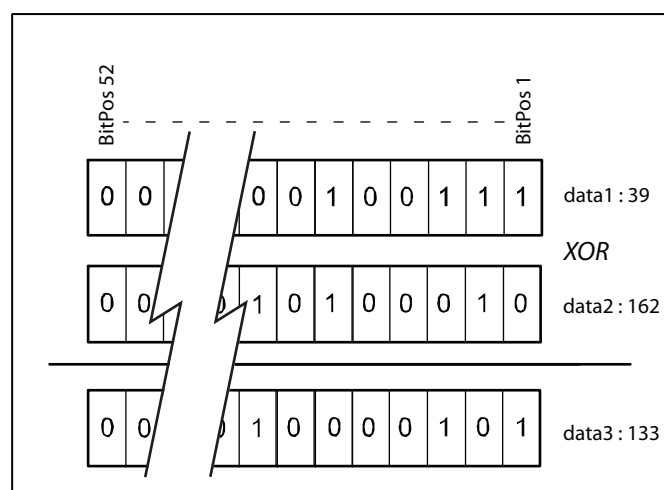 BitPos 52
BitPos 1
0 0 0 0 1 0 0 1 1 1 data1 : 39
XOR
0 0 0 1 0 1 0 0 0 1 0 data2 : 162
0 0 0 1 0 0 0 0 1 0 1 data3 : 133